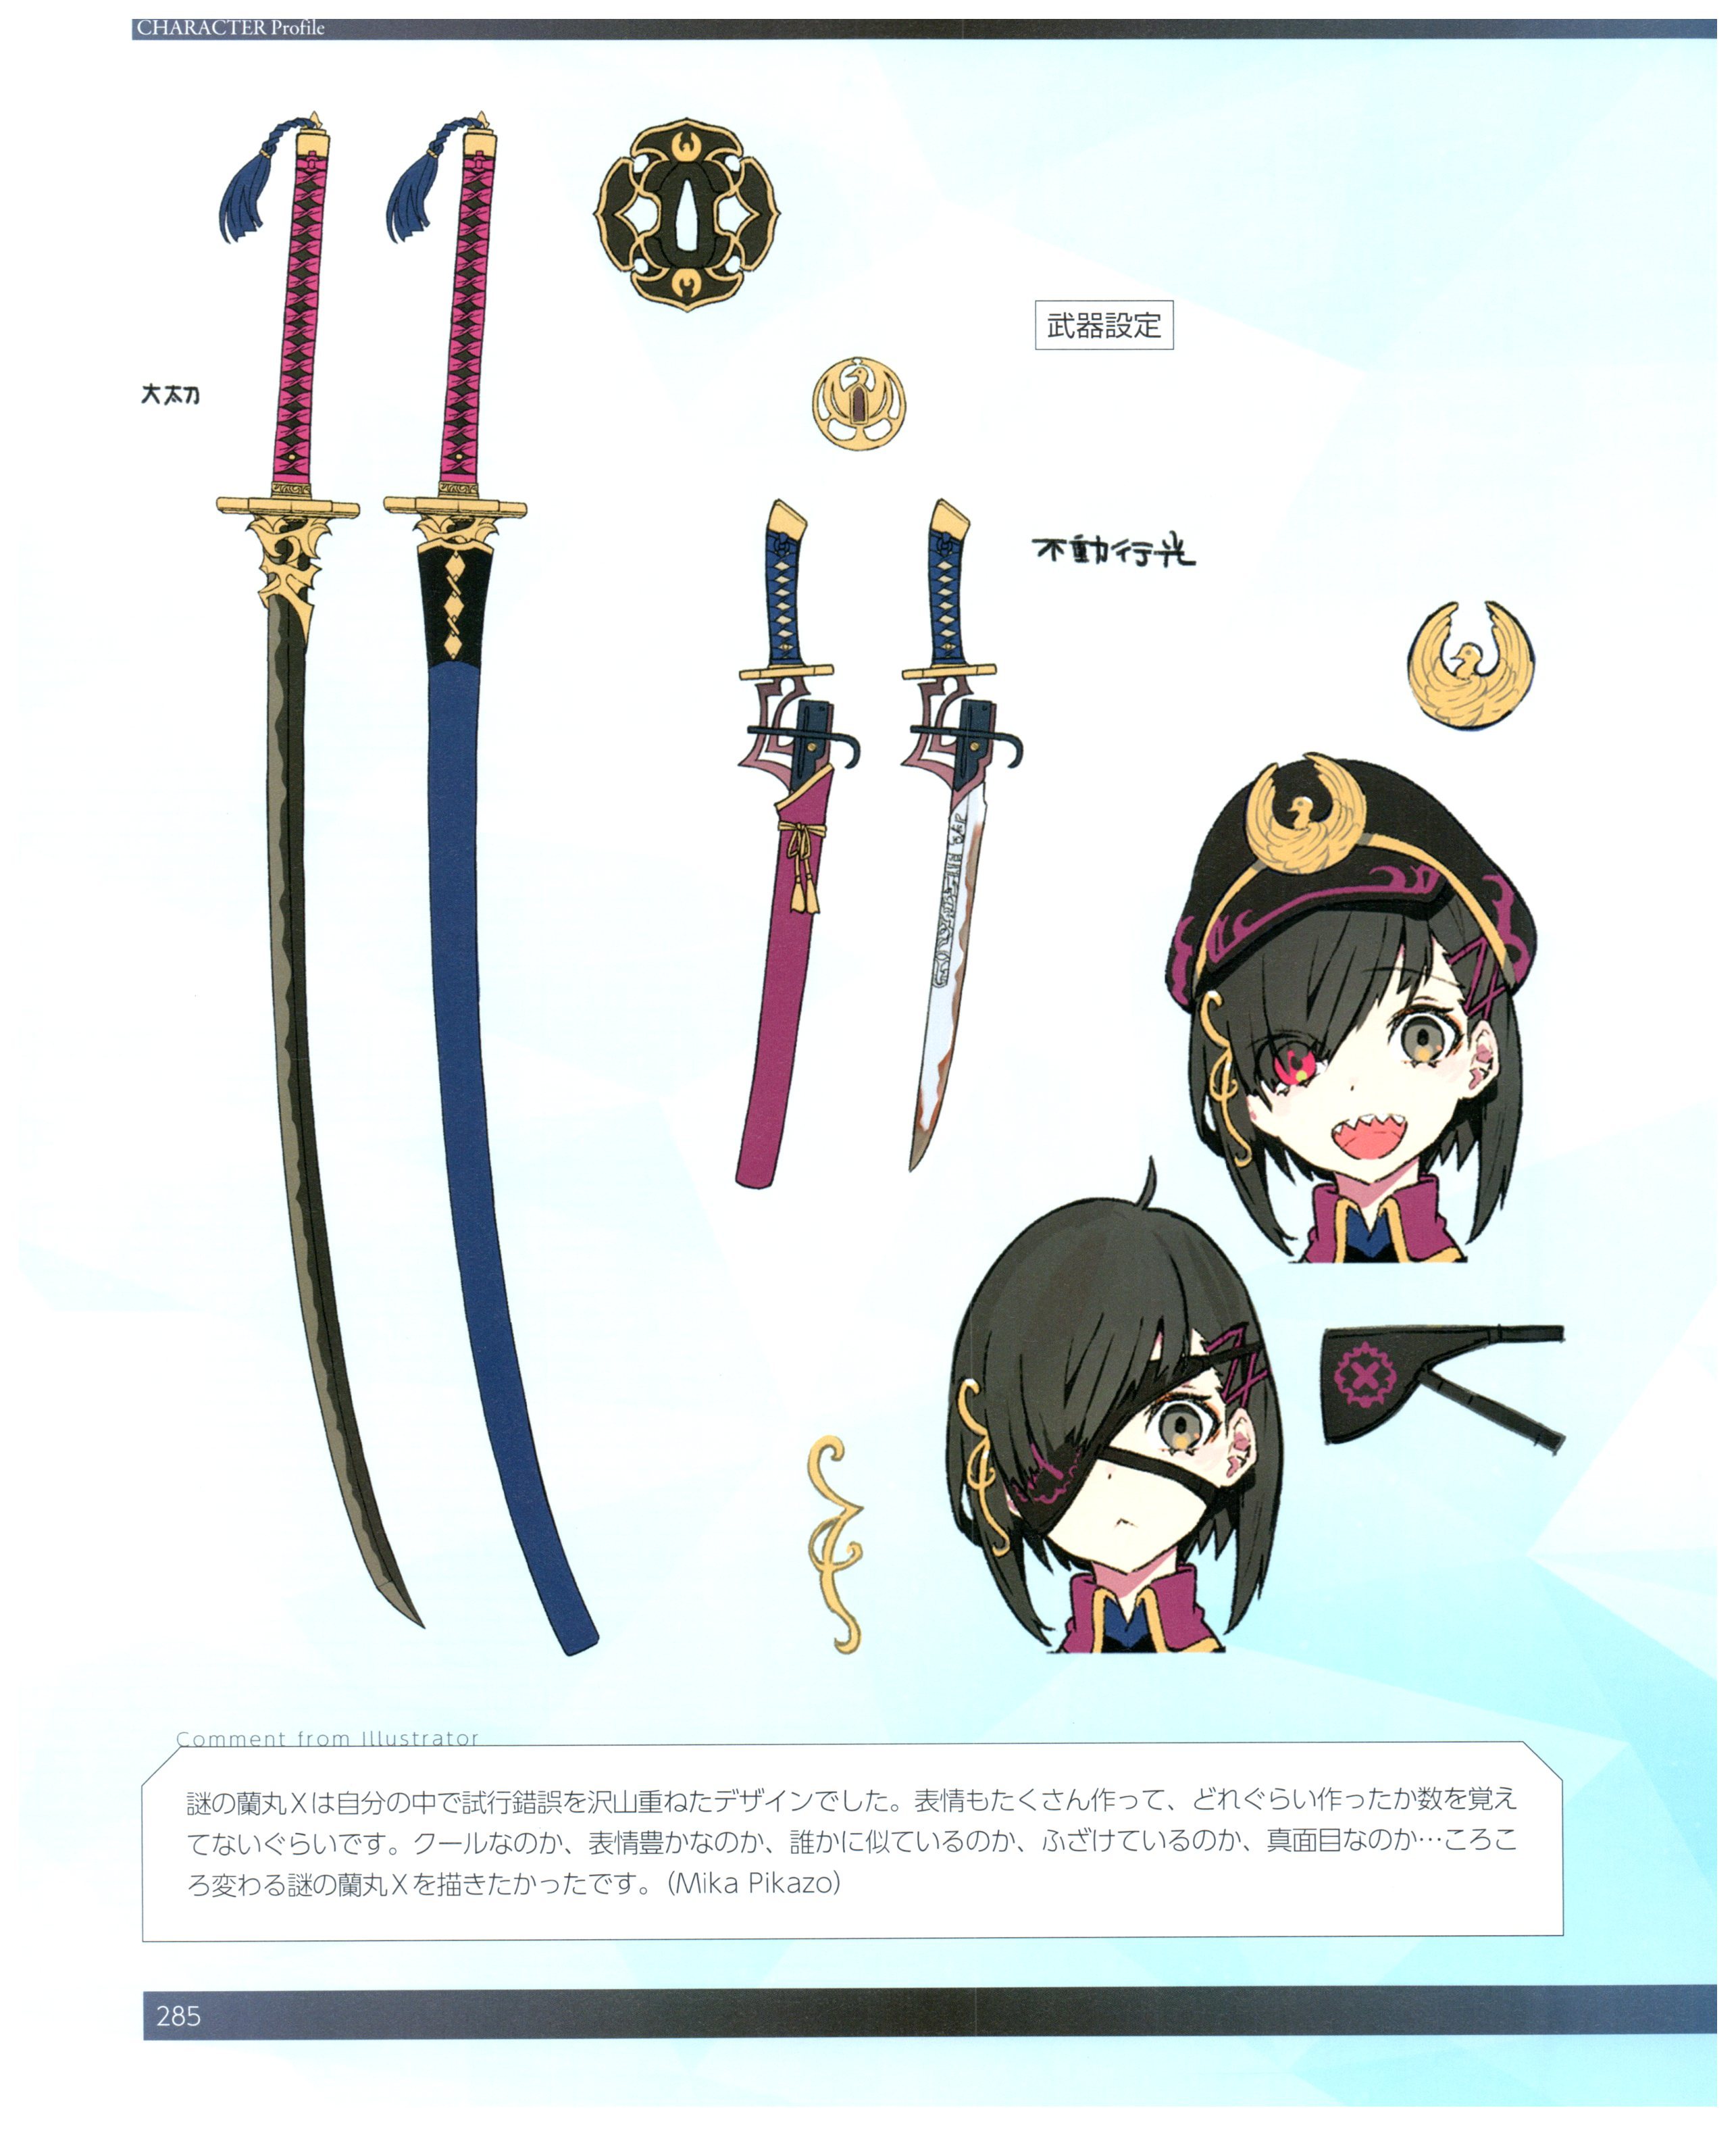 CHARACTER Profile
武器設定
大太刀
不動行光
Comment from Illustrator
謎の蘭丸Xは自分の中で試行錯誤を沢山重ねたデザインでした。表情もたくさん作って、どれぐらい作ったか数を覚え
てないぐらいです。クールなのか、表情豊かなのか、誰かに似ているのか、ふざけているのか、真面目なのか…ころこ
ろ変わる謎の蘭丸Xを描きたかったです。(Mika Pikazo)
285